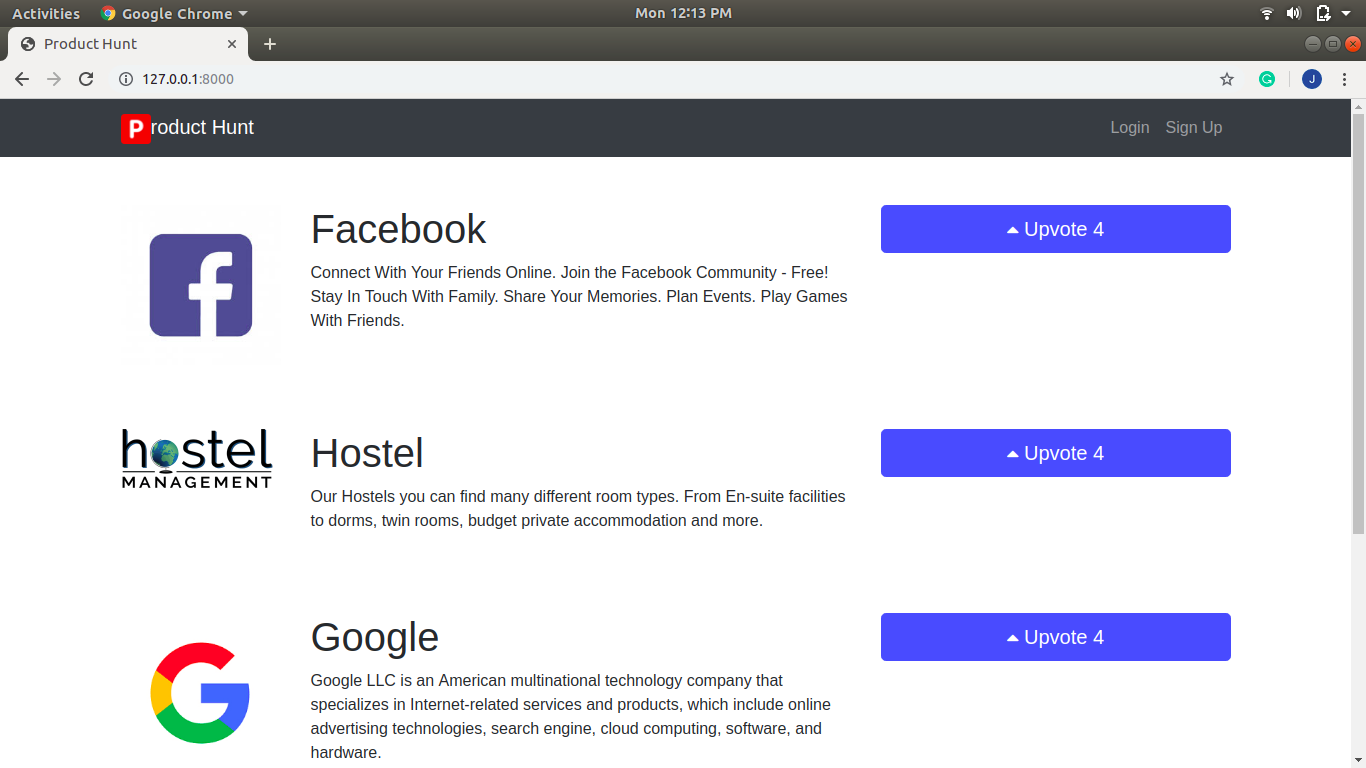 Activities Google Chrome Mon 12:13 PM
Product Hunt
127.0.0.1:8000 J
Product Hunt Login Sign Up
Facebook
Upvote 4
Connect With Your Friends Online. Join the Facebook Community - Free!
Stay In Touch With Family. Share Your Memories. Plan Events. Play Games
With Friends.
hostel
MANAGEMENT
Hostel
Upvote 4
Our Hostels you can find many different room types. From En-suite facilities
to dorms, twin rooms, budget private accommodation and more.
Google
Upvote 4
Google LLC is an American multinational technology company that
specializes in Internet-related services and products, which include online
advertising technologies, search engine, cloud computing, software, and
hardware.